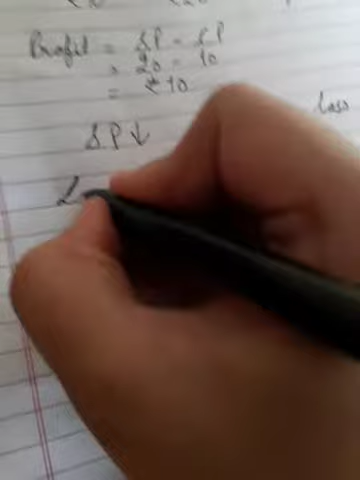 Profit = SP - CP
= 20 - 10
= ₹10
loss
SP↓